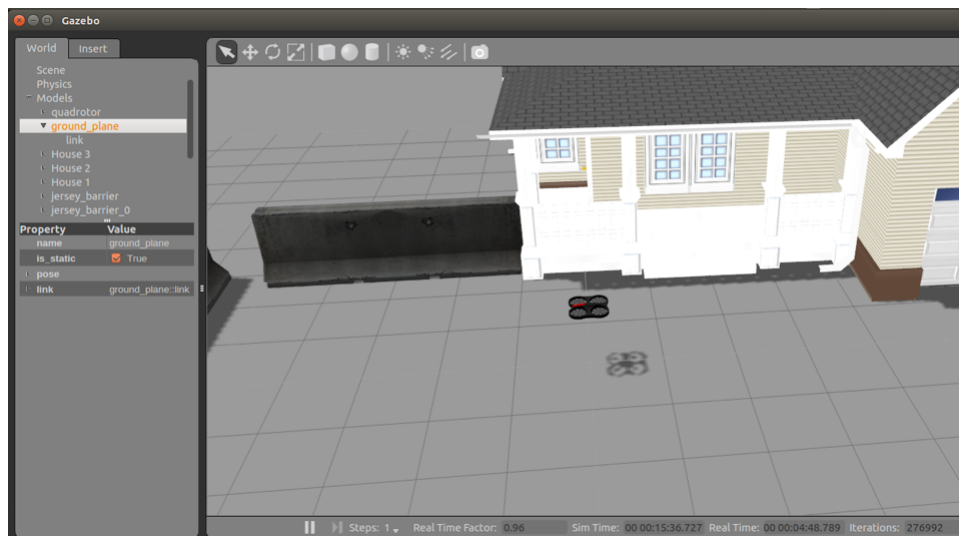 Gazebo
World Insert
Scene
Physics
Models
quadrotor
ground_plane
link
House 3
House 2
House 1
jersey_barrier
jersey_barrier_0
Property Value
name ground_plane
is_static True
pose
link ground_plane::link
Steps: 1 Real Time Factor: 0.96 Sim Time: 00 00:15:36.727 Real Time: 00 00:04:48.789 Iterations: 276992